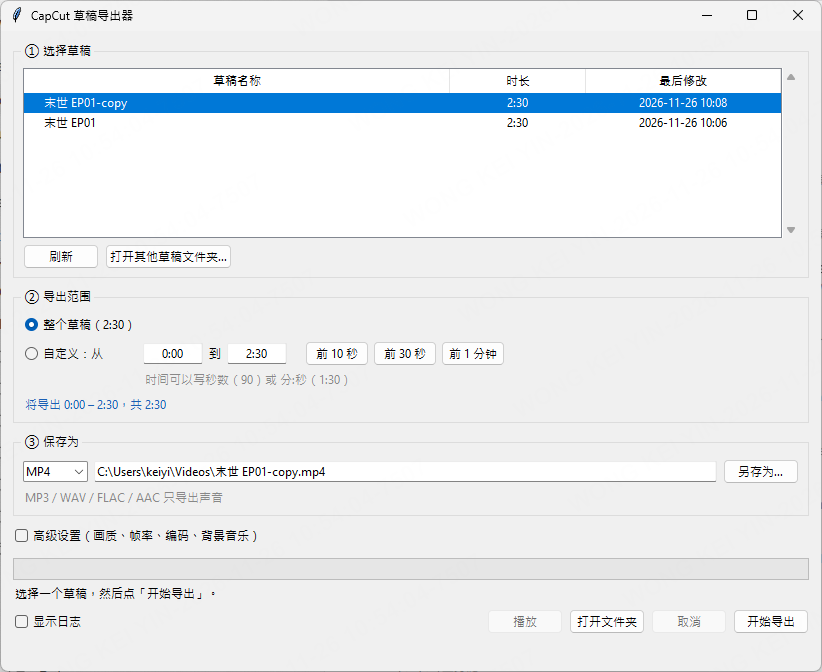 CapCut 草稿导出器
① 选择草稿
草稿名称 时长 最后修改
末世 EP01-copy 2:30 2026-11-26 10:08
末世 EP01 2:30 2026-11-26 10:06
刷新 打开其他草稿文件夹...
② 导出范围
整个草稿（2:30）
自定义：从 0:00 到 2:30 前 10 秒 前 30 秒 前 1 分钟
时间可以写秒数（90）或 分:秒（1:30）
将导出 0:00 – 2:30，共 2:30
③ 保存为
MP4 C:\Users\keiyi\Videos\末世 EP01-copy.mp4 另存为...
MP3 / WAV / FLAC / AAC 只导出声音
高级设置（画质、帧率、编码、背景音乐）
选择一个草稿，然后点「开始导出」。
显示日志 播放 打开文件夹 取消 开始导出